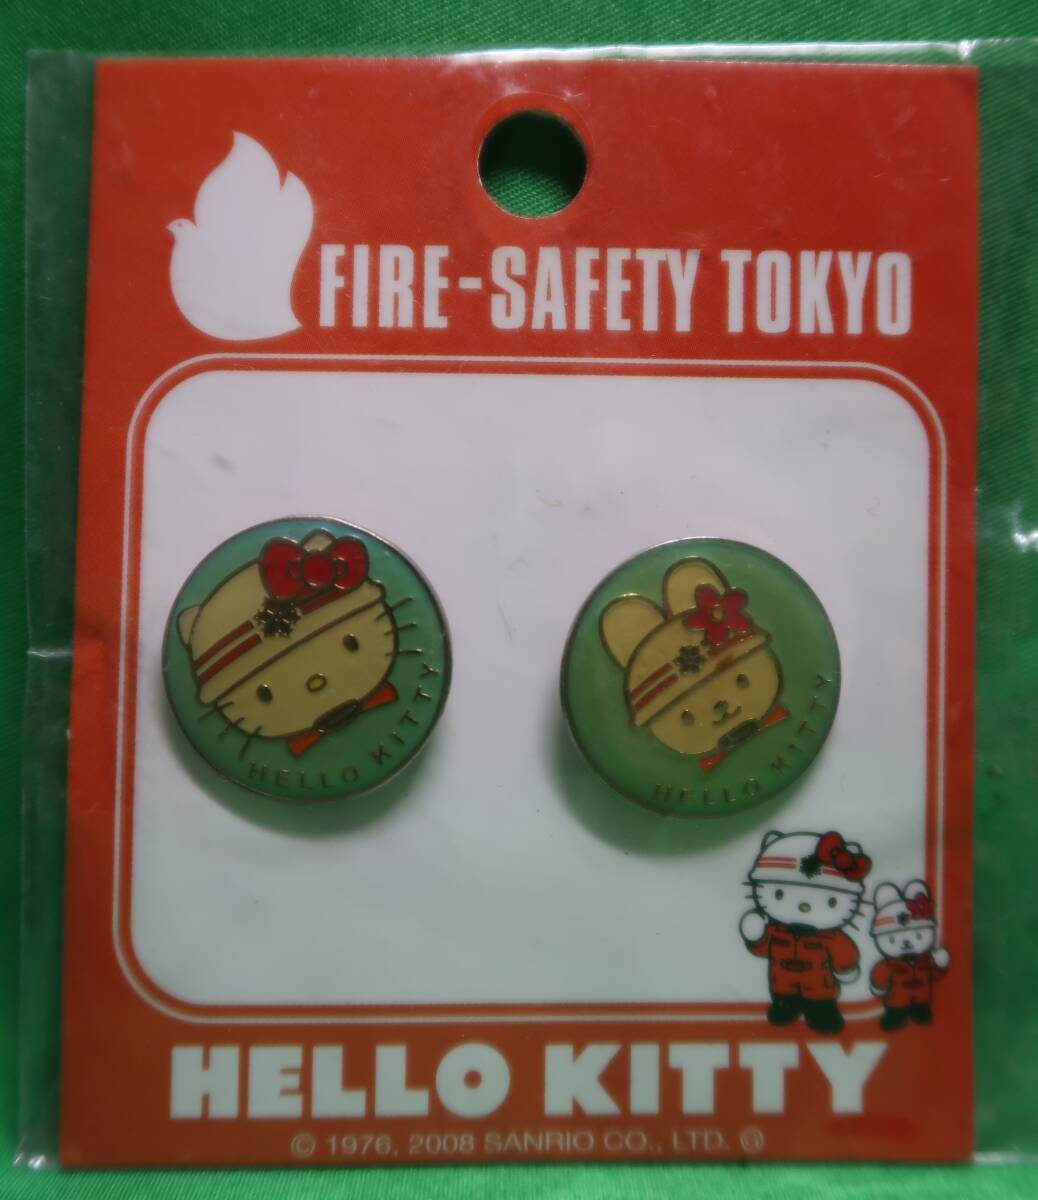 FIRE-SAFETY TOKYO
HELLO KITTY
HELLO KITTY
HELLO KITTY
© 1976, 2008 SANRIO CO., LTD. @